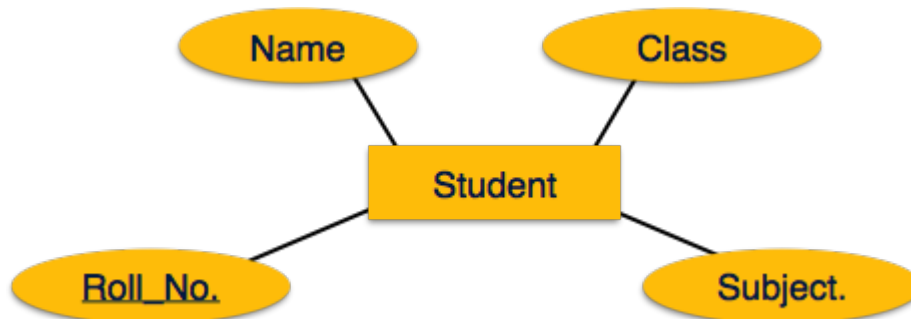 Name
Class
Student
Roll_No.
Subject.